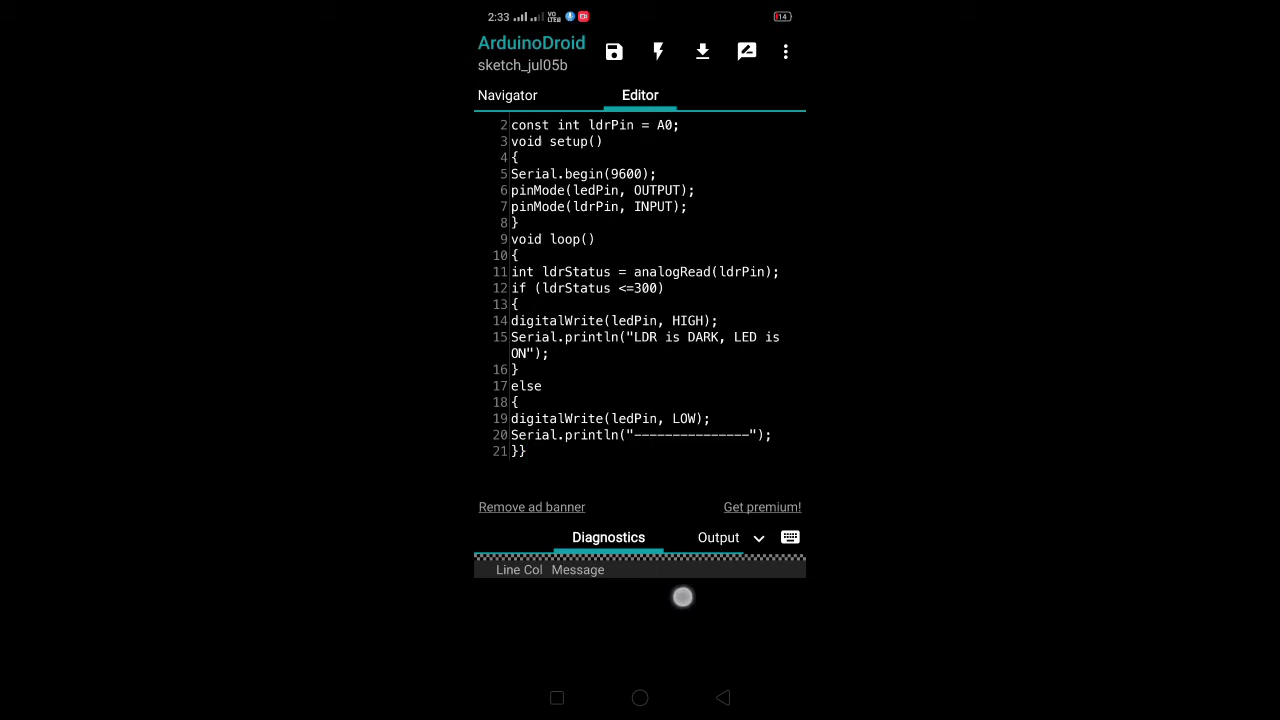 2:33 VO LTE 14
ArduinoDroid
sketch_jul05b
Navigator Editor
2 const int ldrPin = A0;
3 void setup()
4 {
5 Serial.begin(9600);
6 pinMode(ledPin, OUTPUT);
7 pinMode(ldrPin, INPUT);
8 }
9 void loop()
10 {
11 int ldrStatus = analogRead(ldrPin);
12 if (ldrStatus <=300)
13 {
14 digitalWrite(ledPin, HIGH);
15 Serial.println("LDR is DARK, LED is
ON");
16 }
17 else
18 {
19 digitalWrite(ledPin, LOW);
20 Serial.println("---------------");
21 }}
Remove ad banner Get premium!
Diagnostics Output
Line Col Message